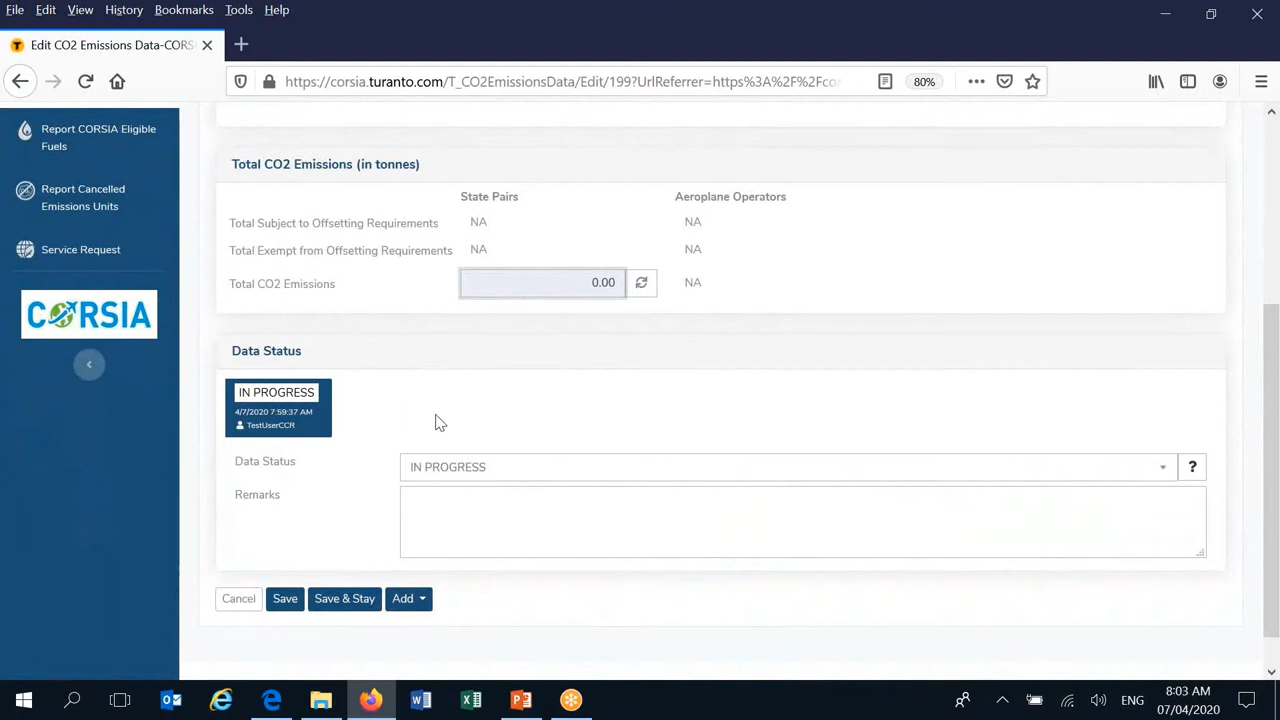 File Edit View History Bookmarks Tools Help
Edit CO2 Emissions Data-CORS
https://corsia.turanto.com/T_CO2EmissionsData/Edit/199?UrlReferrer=https%3A%2F%2Fco
80%
Report CORSIA Eligible
Fuels
Report Cancelled
Emissions Units
Service Request
CORSIA
Total CO2 Emissions (in tonnes)
State Pairs Aeroplane Operators
Total Subject to Offsetting Requirements NA NA
Total Exempt from Offsetting Requirements NA NA
Total CO2 Emissions 0.00 NA
Data Status
IN PROGRESS
4/7/2020 7:59:37 AM
TestUserCCR
Data Status IN PROGRESS ?
Remarks
Cancel Save Save & Stay Add
ENG 8:03 AM
07/04/2020